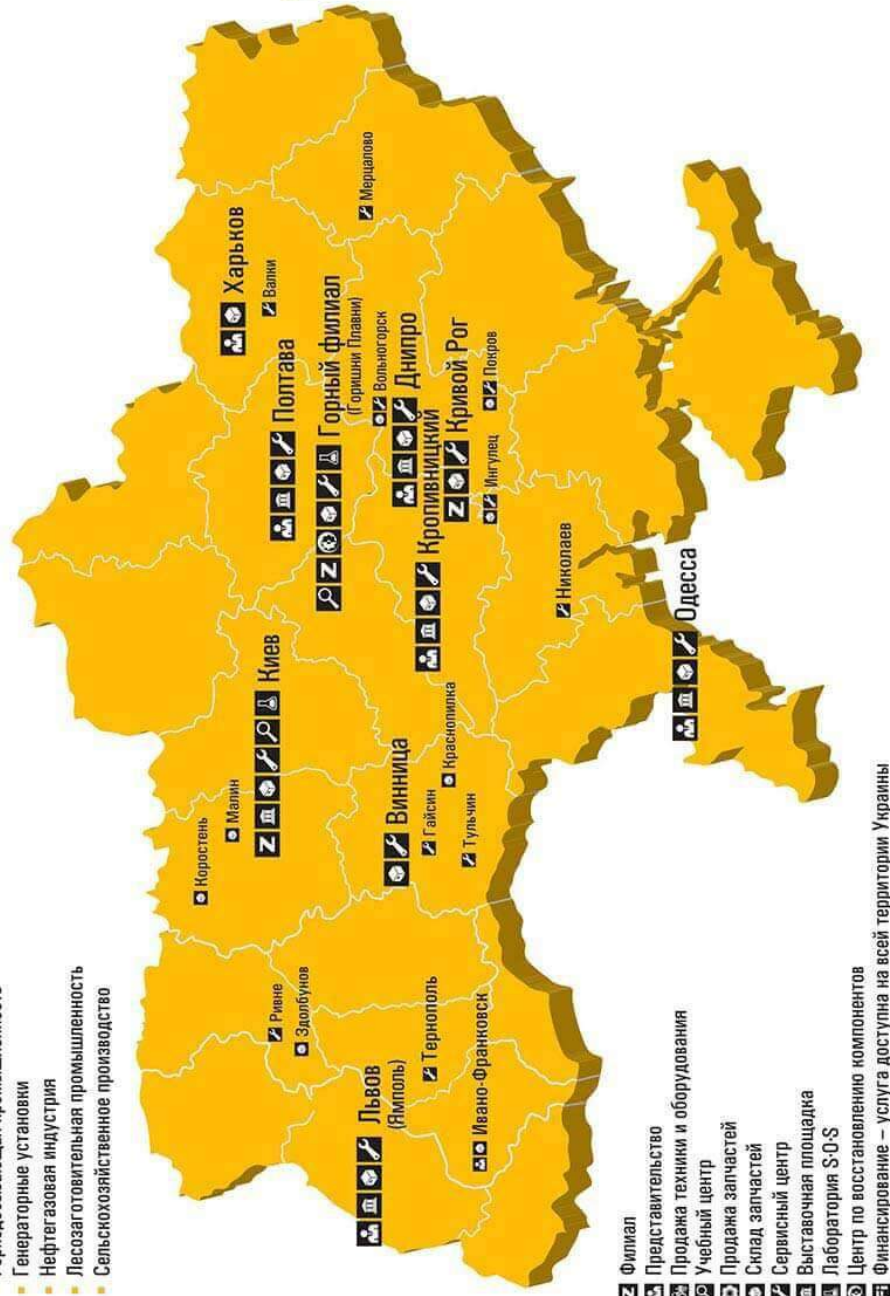 Генераторные установки
Нефтегазовая индустрия
Лесозаготовительная промышленность
Сельскохозяйственное производство
Харьков
Валки
Мерцалово
Полтава
Горный филиал
(Горишни Плавни)
Вольногорск
Днипро
Кропивницкий
Кривой Рог
Ингулец
Покров
Николаев
Одесса
Киев
Коростень
Малин
Винница
Гайсин
Краснопилка
Тульчин
Ривне
Здолбунов
Тернополь
Львов
(Ямполь)
Ивано-Франковск
Z Филиал
Представительство
Продажа техники и оборудования
Учебный центр
Продажа запчастей
Склад запчастей
Сервисный центр
Выставочная площадка
Лаборатория S·O·S
Центр по восстановлению компонентов
Финансирование – услуга доступна на всей территории Украины